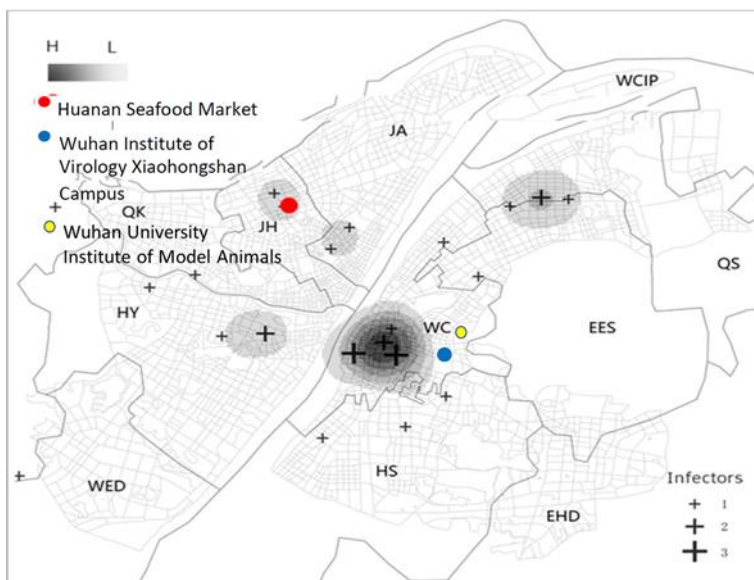 H L
Huanan Seafood Market
Wuhan Institute of
Virology Xiaohongshan
Campus
Wuhan University
Institute of Model Animals
WCIP
JA
QK
JH
QS
HY
WC
EES
WED
HS
EHD
Infectors
1
2
3